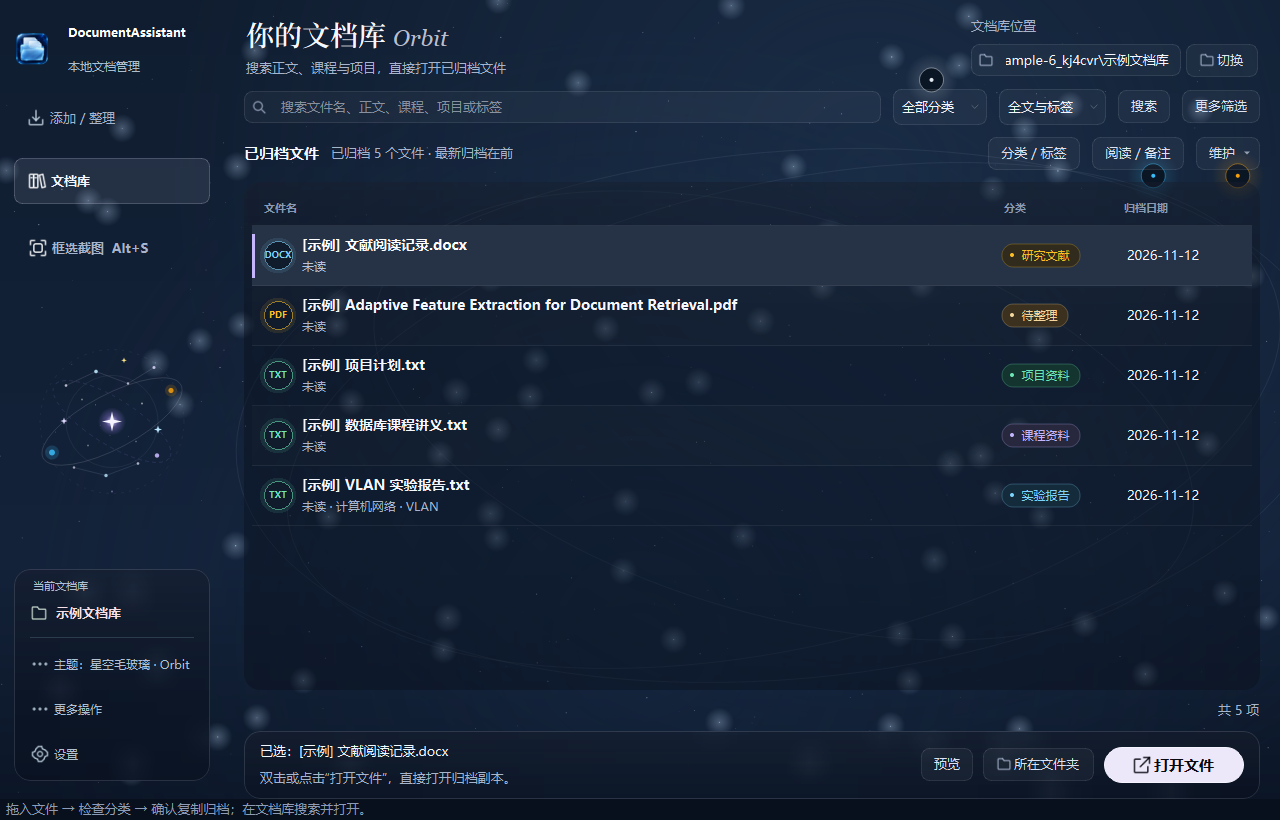 DocumentAssistant
本地文档管理
添加 / 整理
文档库
框选截图 Alt+S
当前文档库
示例文档库
主题：星空毛玻璃 · Orbit
更多操作
设置
你的文档库 Orbit
搜索正文、课程与项目，直接打开已归档文件
文档库位置
ample-6_kj4cvr\示例文档库
切换
搜索文件名、正文、课程、项目或标签
全部分类
全文与标签
搜索
更多筛选
已归档文件 已归档 5 个文件 · 最新归档在前
分类 / 标签
阅读 / 备注
维护
文件名 分类 归档日期
DOCX [示例] 文献阅读记录.docx
未读
研究文献 2026-11-12
PDF [示例] Adaptive Feature Extraction for Document Retrieval.pdf
未读
待整理 2026-11-12
TXT [示例] 项目计划.txt
未读
项目资料 2026-11-12
TXT [示例] 数据库课程讲义.txt
未读
课程资料 2026-11-12
TXT [示例] VLAN 实验报告.txt
未读 · 计算机网络 · VLAN
实验报告 2026-11-12
共 5 项
已选：[示例] 文献阅读记录.docx
双击或点击“打开文件”，直接打开归档副本。
预览
所在文件夹
打开文件
拖入文件 → 检查分类 → 确认复制归档；在文档库搜索并打开。